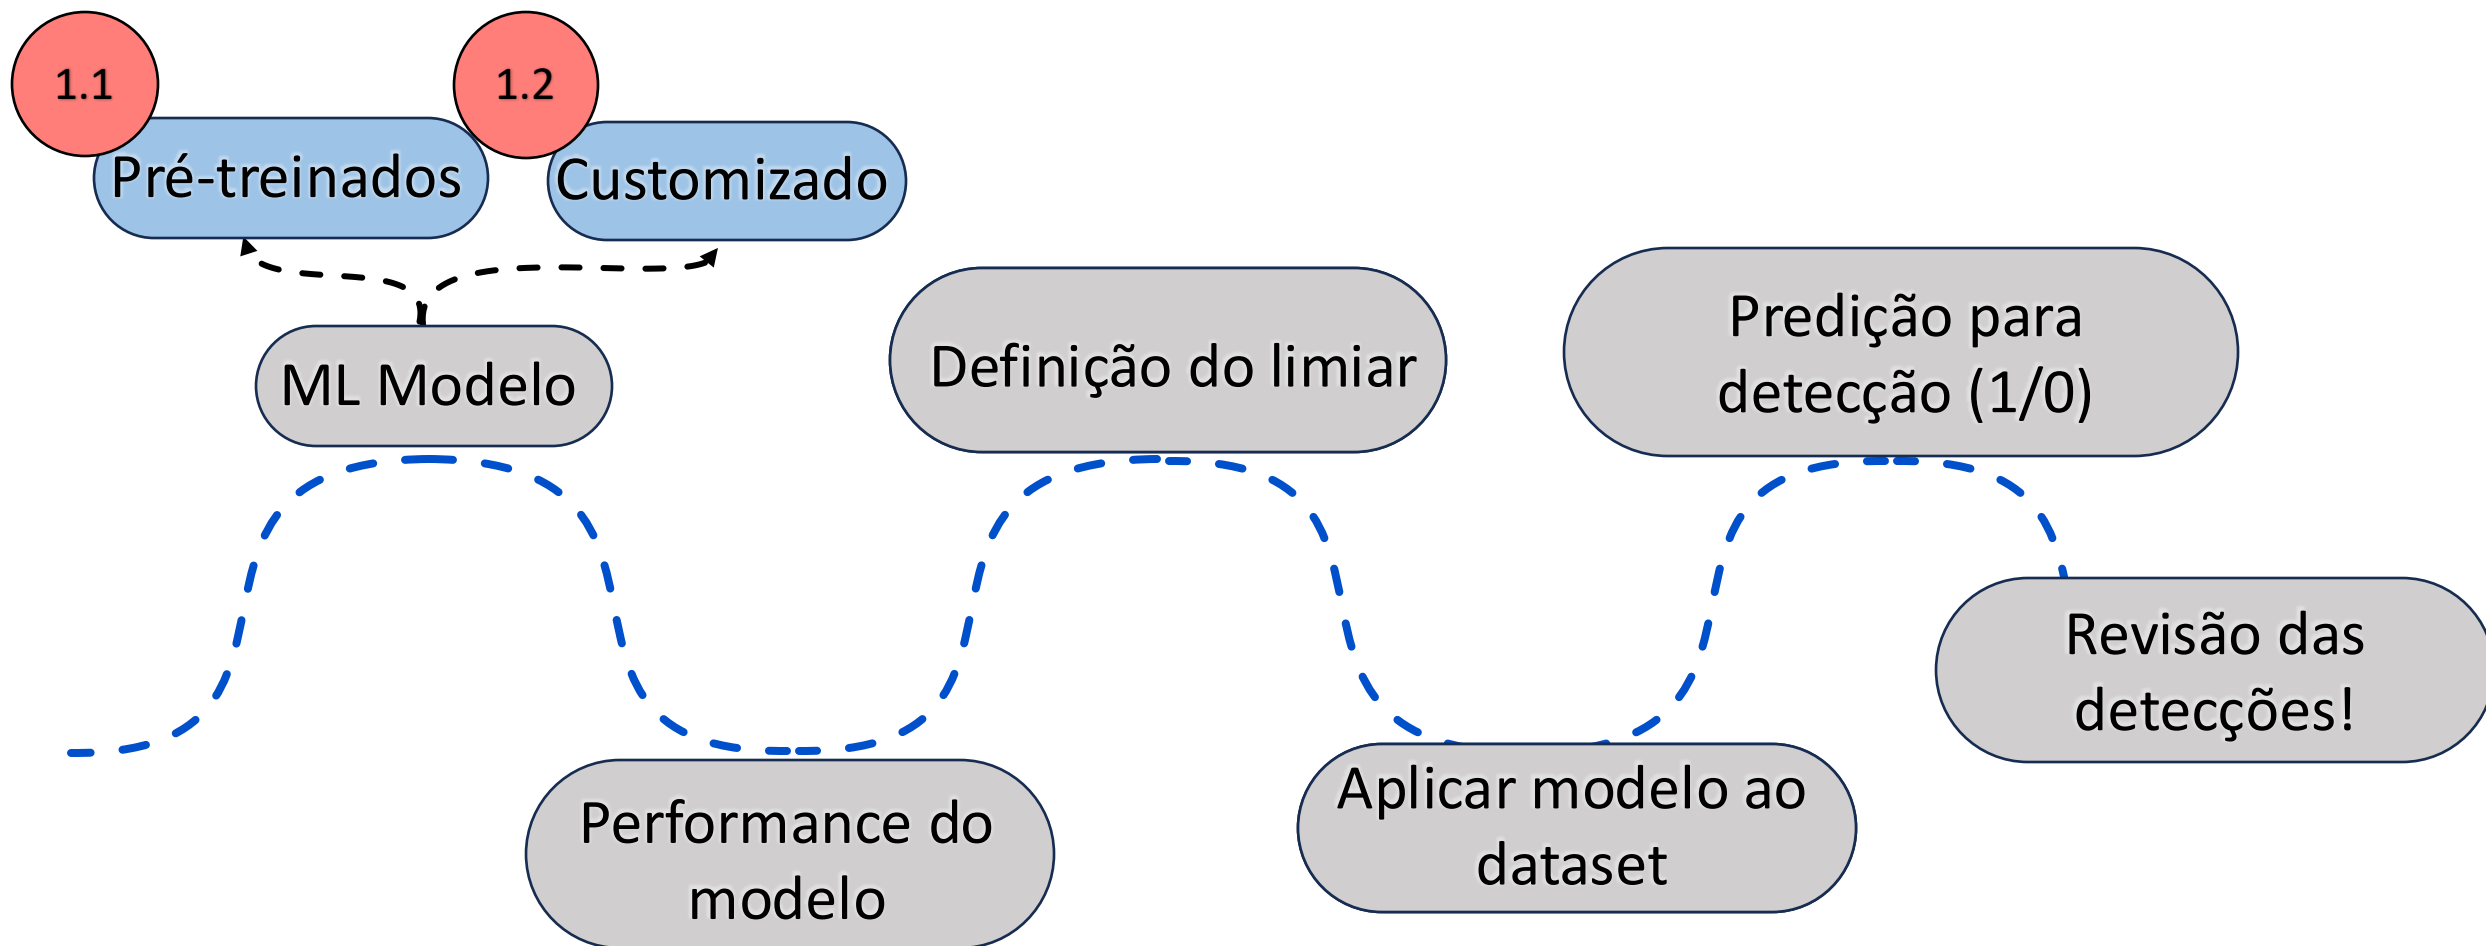 1.1
Pré-treinados
1.2
Customizado
ML Modelo
Performance do
modelo
Definição do limiar
Aplicar modelo ao
dataset
Predição para
detecção (1/0)
Revisão das
detecções!